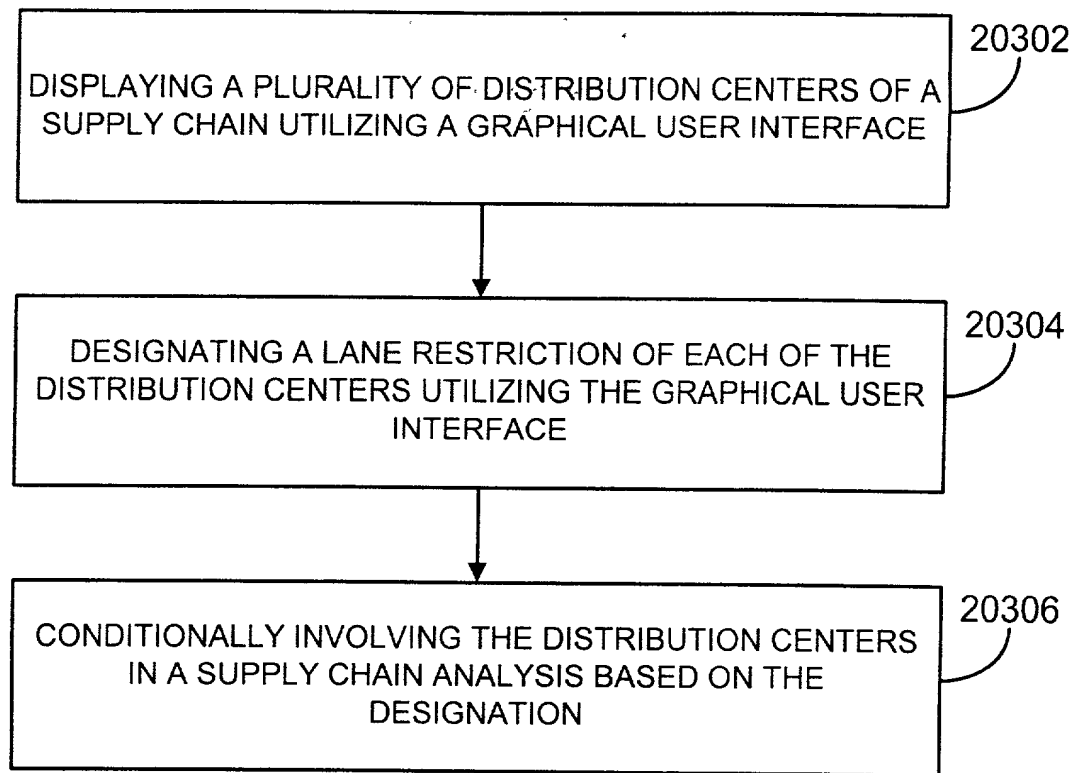 20302
DISPLAYING A PLURALITY OF DISTRIBUTION CENTERS OF A
SUPPLY CHAIN UTILIZING A GRAPHICAL USER INTERFACE
20304
DESIGNATING A LANE RESTRICTION OF EACH OF THE
DISTRIBUTION CENTERS UTILIZING THE GRAPHICAL USER
INTERFACE
20306
CONDITIONALLY INVOLVING THE DISTRIBUTION CENTERS
IN A SUPPLY CHAIN ANALYSIS BASED ON THE
DESIGNATION